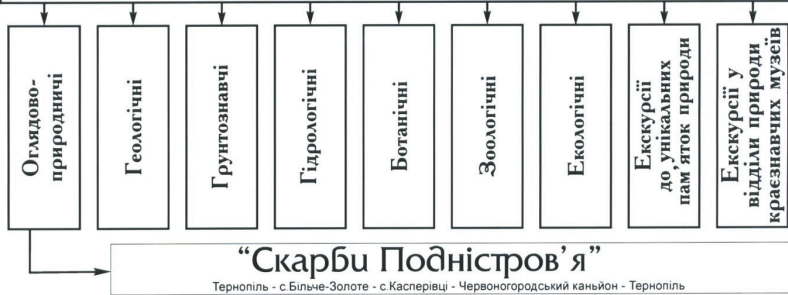 Оглядово-
природничі
Геологічні
Грунтознавчі
Гідрологічні
Ботанічні
Зоологічні
Екологічні
Екскурсії
до унікальних
пам'яток природи
Екскурсії у
відділи природи
краєзнавчих музеїв
“Скарби Подністров'я”
Тернопіль - с.Більче-Золоте - с.Касперівці - Червоногородський каньйон - Тернопіль